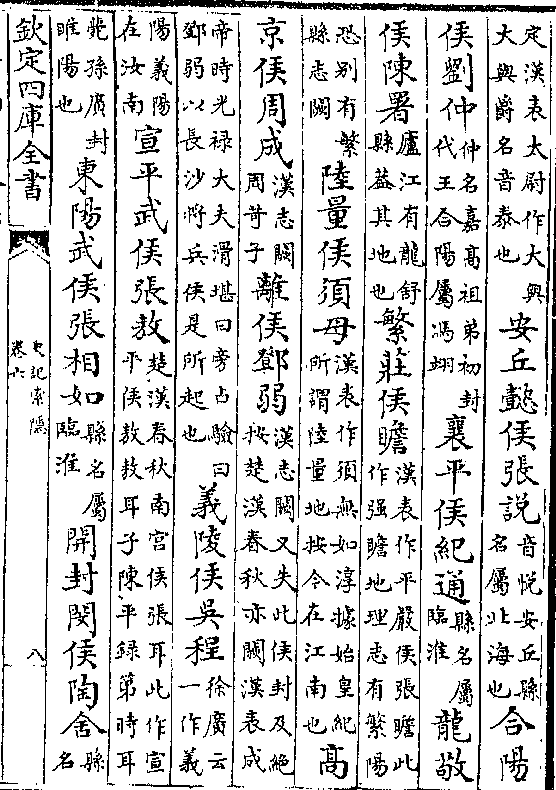 定漢表太尉作大興大與爵名音泰也安丘懿侯張説音悦安丘縣名屬北海也合陽
侯劉仲仲名嘉高祖弟初封代王合陽屬馮翊襄平侯紀通縣名屬臨淮龍敬
侯陳署廬江有龍舒縣葢其地也繁莊侯瞻漢表作平嚴侯張瞻此作强瞻地理志有繁陽
恐别有繁縣志闕陸量侯須母漢表作須無如淳據始皇紀所謂陸量地按令在江南也高
京侯周成漢志闕周苛子離侯鄧弱漢志闕又失此侯封及絶按楚漢春秋亦闕漢表成
帝時光禄大夫滑堪曰旁占驗曰鄧弱以長沙將兵侯是所起也義陵侯吳程徐廣云一作義
陽義陽在汝南宣平武侯張敖楚漢春秋南宫侯張耳此作宣平侯敖敖耳子陳平録第時耳
薨孫廣封睢陽也東陽武侯張相如縣名屬臨淮開封閔侯陶舍縣名
欽定四庫全書
史記索隱
卷六
八